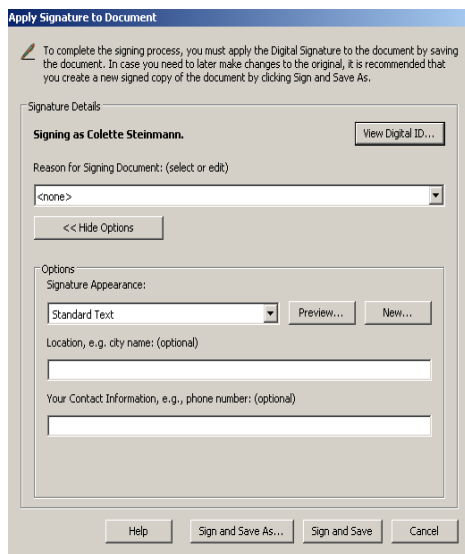 Apply Signature to Document
To complete the signing process, you must apply the Digital Signature to the document by saving
the document. In case you need to later make changes to the original, it is recommended that
you create a new signed copy of the document by clicking Sign and Save As.
Signature Details
Signing as Colette Steinmann.
View Digital ID...
Reason for Signing Document: (select or edit)
<none>
<< Hide Options
Options
Signature Appearance:
Standard Text
Preview...
New...
Location, e.g. city name: (optional)
Your Contact Information, e.g., phone number: (optional)
Help
Sign and Save As...
Sign and Save
Cancel